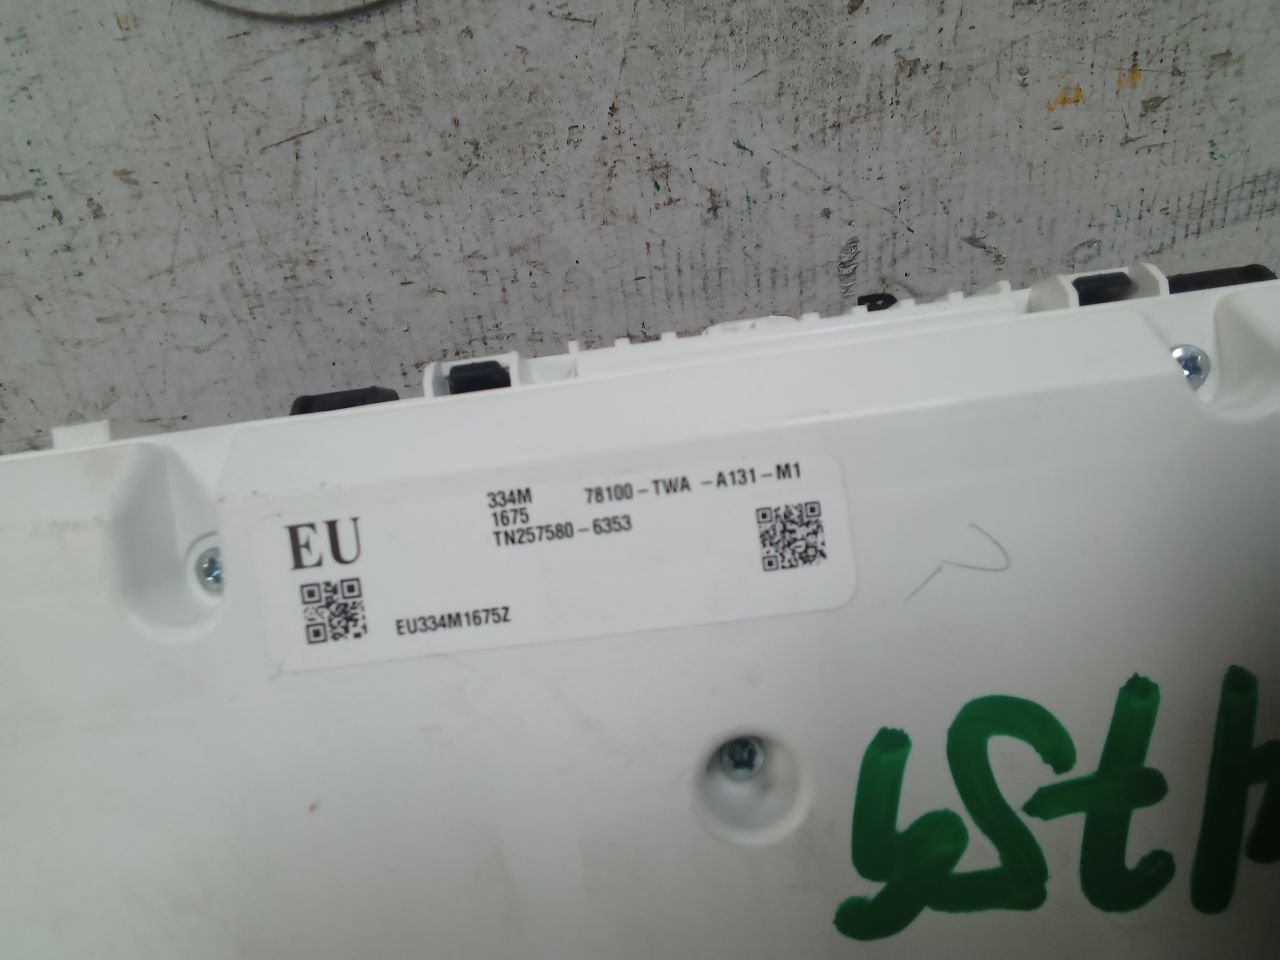 EU
334M 78100-TWA -A131-M1
1675
TN257580-6353
EU334M1675Z